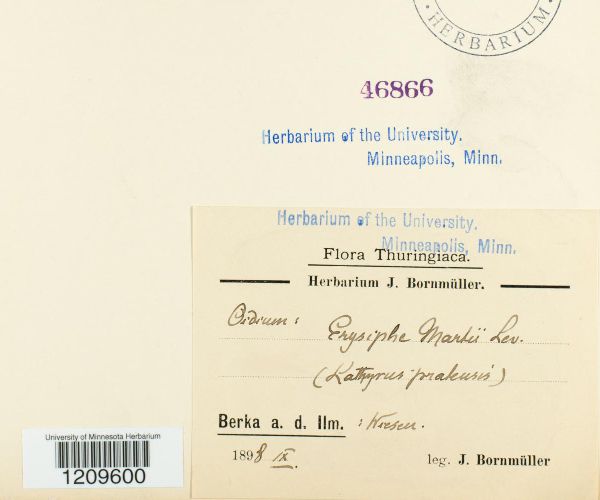 HERBARIUM
46866
Herbarium of the University.
Minneapolis, Minn.
Herbarium of the University.
Minneapolis, Minn.
Flora Thuringiaca.
Herbarium J. Bornmüller.
Oidium: Erysiphe Martii Lev.
(Lathyrus pratensis)
Berka a. d. Ilm. : Wiesen.
1898 IX. leg. J. Bornmüller
University of Minnesota Herbarium
1209600